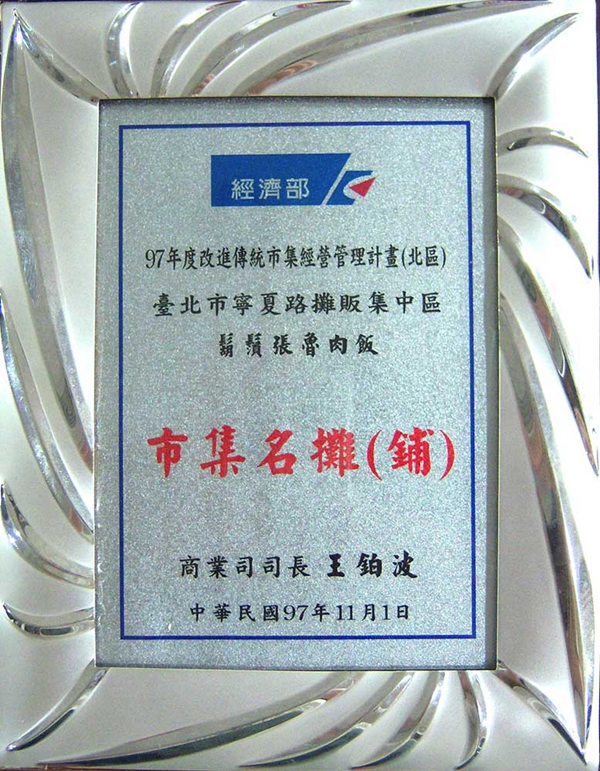 經濟部
97年度改進傳統市集經營管理計畫(北區)
臺北市寧夏路攤販集中區
鬍鬚張魯肉飯
市集名攤(鋪)
商業司司長 王鉑波
中華民國97年11月1日